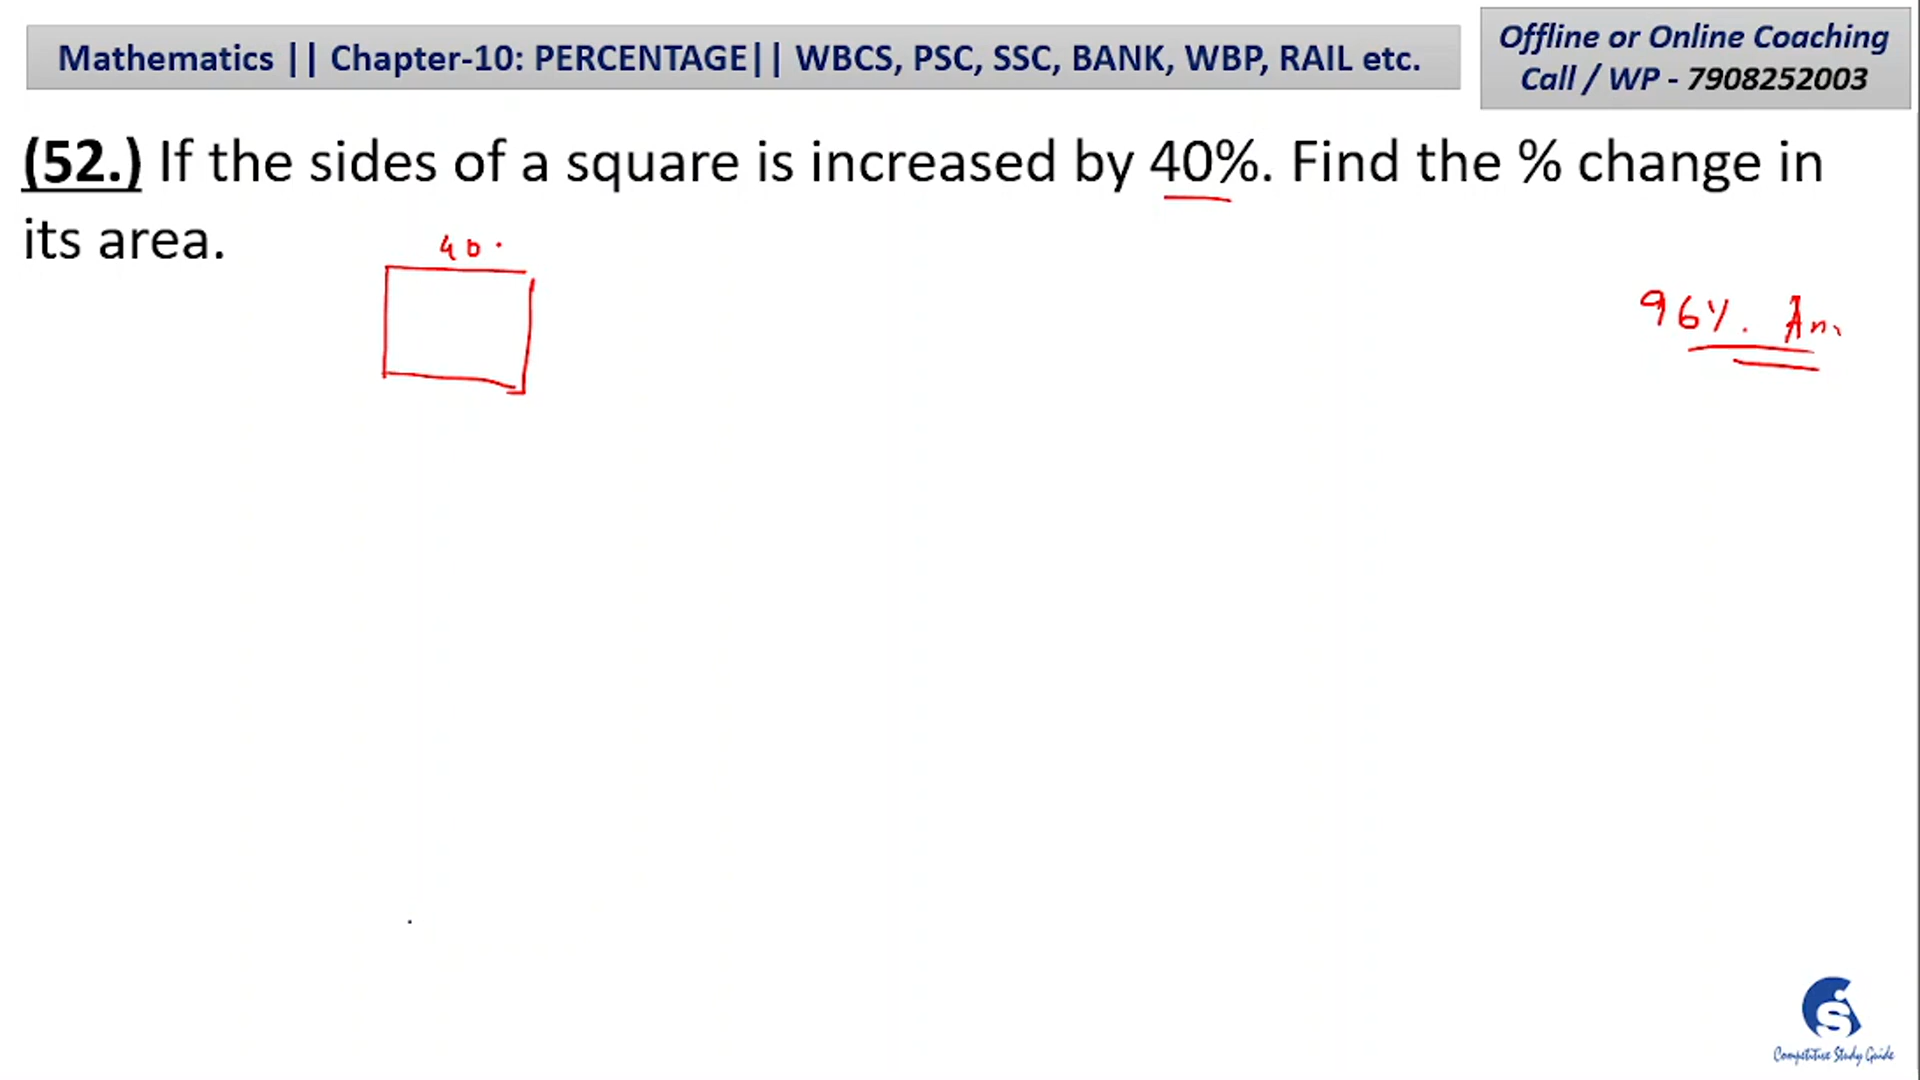 Mathematics || Chapter-10: PERCENTAGE|| WBCS, PSC, SSC, BANK, WBP, RAIL etc.
Offline or Online Coaching
Call / WP - 7908252003
(52.) If the sides of a square is increased by 40%. Find the % change in
its area.
40.
96%. An.
Competitive Study Guide